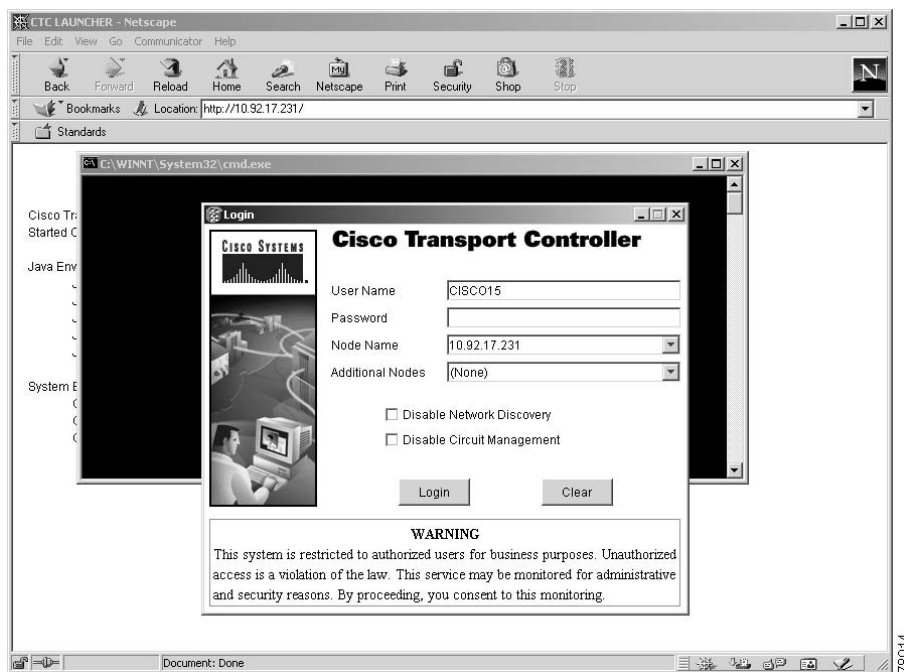 CTC LAUNCHER - Netscape
File Edit View Go Communicator Help
Back Forward Reload Home Search Netscape Print Security Shop Stop
My
N
Bookmarks Location: http://10.92.17.231/
Standards
C:\WINNT\System32\cmd.exe
Cisco
Started
Java
System
Login
CISCO SYSTEMS
Cisco Transport Controller
User Name CISCO15
Password
Node Name 10.92.17.231
Additional Nodes (None)
Disable Network Discovery
Disable Circuit Management
Login Clear
WARNING
This system is restricted to authorized users for business purposes. Unauthorized
access is a violation of the law. This service may be monitored for administrative
and security reasons. By proceeding, you consent to this monitoring.
Document: Done
78014